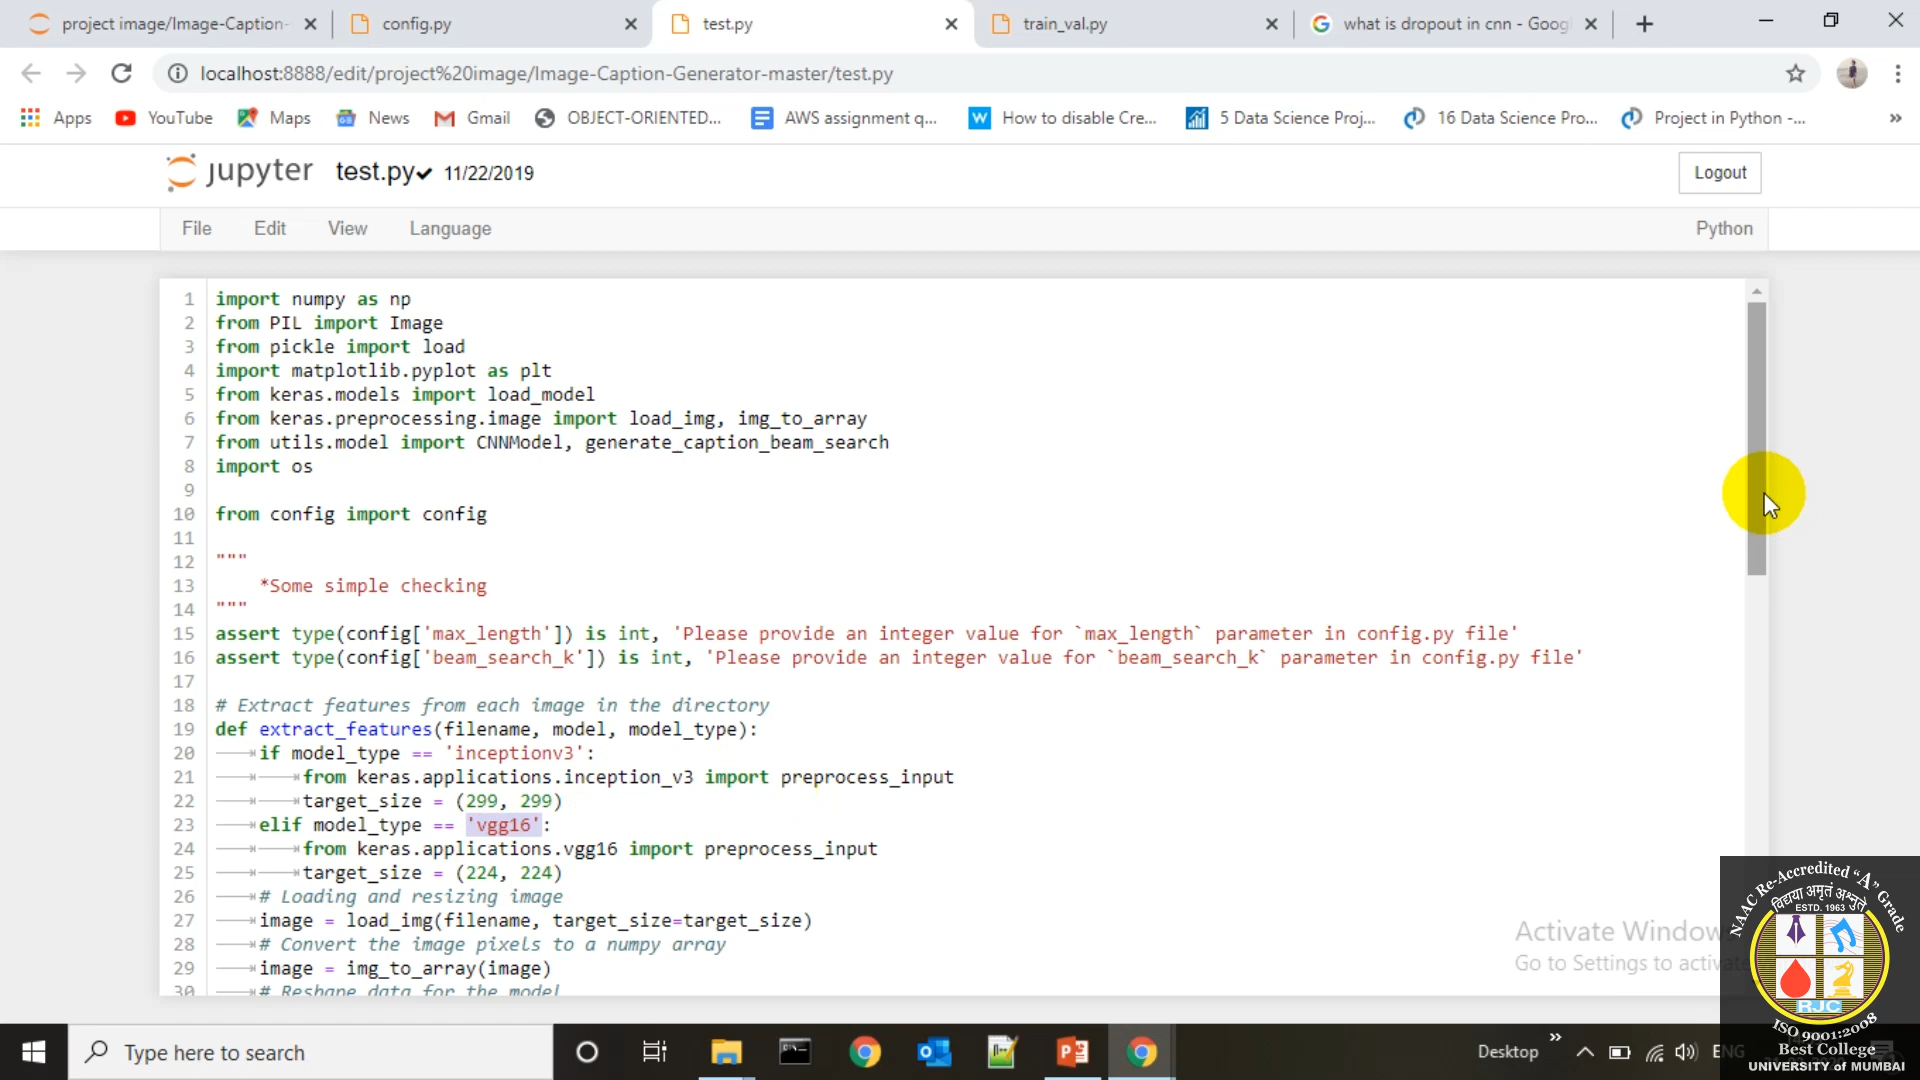 project image/Image-Caption-
config.py
test.py
train_val.py
what is dropout in cnn - Goog
localhost:8888/edit/project%20image/Image-Caption-Generator-master/test.py
Apps
YouTube
Maps
News
Gmail
OBJECT-ORIENTED...
AWS assignment q...
How to disable Cre...
5 Data Science Proj...
16 Data Science Pro...
Project in Python -...
jupyter test.py 11/22/2019
Logout
File Edit View Language
Python
1 import numpy as np
2 from PIL import Image
3 from pickle import load
4 import matplotlib.pyplot as plt
5 from keras.models import load_model
6 from keras.preprocessing.image import load_img, img_to_array
7 from utils.model import CNNModel, generate_caption_beam_search
8 import os
9
10 from config import config
11
12 """
13 *Some simple checking
14 """
15 assert type(config['max_length']) is int, 'Please provide an integer value for `max_length` parameter in config.py file'
16 assert type(config['beam_search_k']) is int, 'Please provide an integer value for `beam_search_k` parameter in config.py file'
17
18 # Extract features from each image in the directory
19 def extract_features(filename, model, model_type):
20 if model_type == 'inceptionv3':
21 from keras.applications.inception_v3 import preprocess_input
22 target_size = (299, 299)
23 elif model_type == 'vgg16':
24 from keras.applications.vgg16 import preprocess_input
25 target_size = (224, 224)
26 # Loading and resizing image
27 image = load_img(filename, target_size=target_size)
28 # Convert the image pixels to a numpy array
29 image = img_to_array(image)
30 # Reshape data for the model
Activate Window
Go to Settings to activate
NAAC Re-Accredited "A" Grade
विद्यया अमृतं अश्नुते
ESTD. 1963
RJC
ISO 9001:2008
Best College
UNIVERSITY of MUMBAI
Type here to search
Desktop
ENG